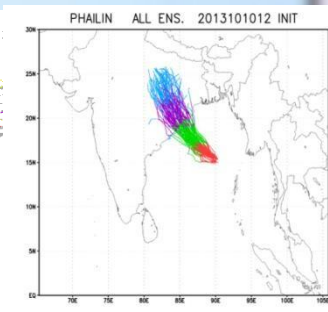 PHAILIN ALL ENS. 2013101012 INIT
30N
25N
20N
15N
10N
5N
EQ
70E 75E 80E 85E 90E 95E 100E 105E